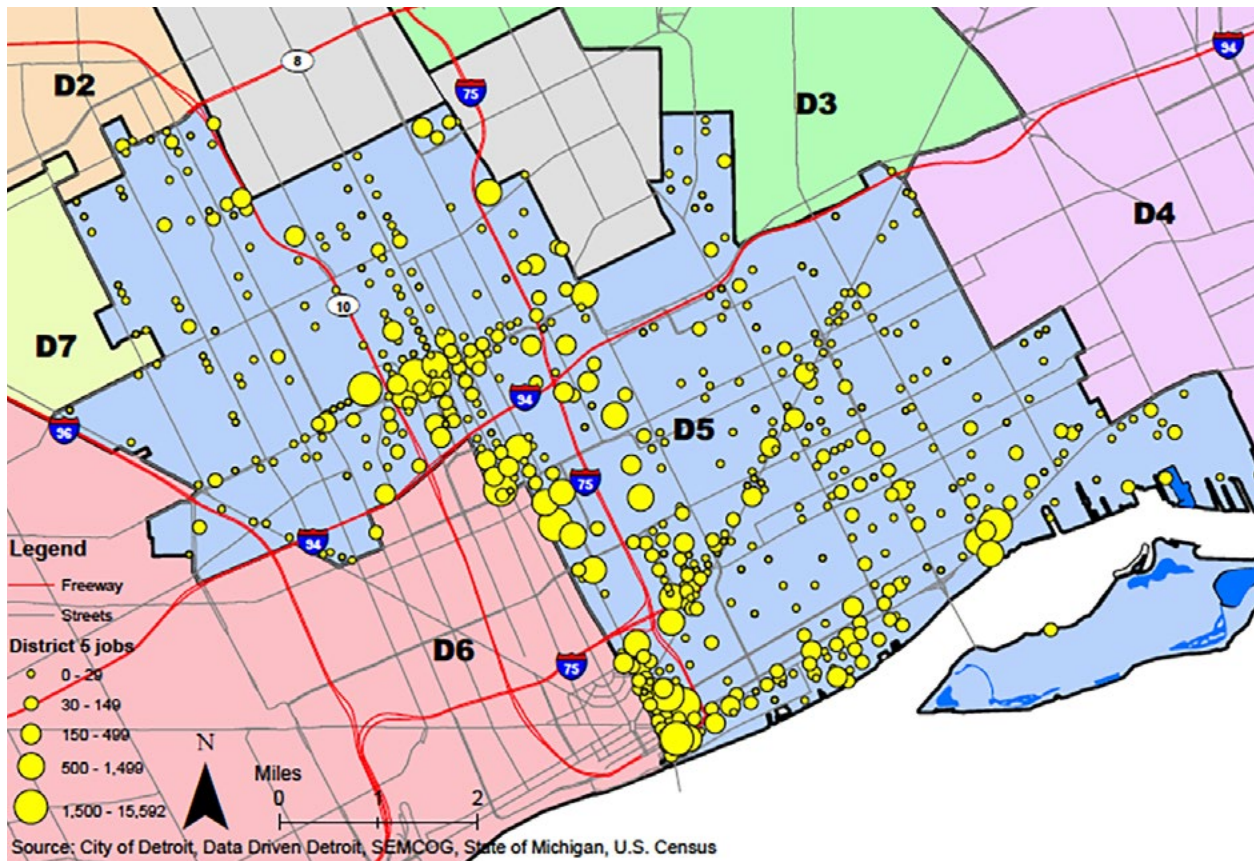 8
75
94
D2
D3
D4
10
D7
94
96
D5
75
94
Legend
Freeway
Streets
District 5 jobs
0 - 29
30 - 149
150 - 499
500 - 1,499
1,500 - 15,592
D6
75
N
Miles
0 1 2
Source: City of Detroit, Data Driven Detroit, SEMCOG, State of Michigan, U.S. Census